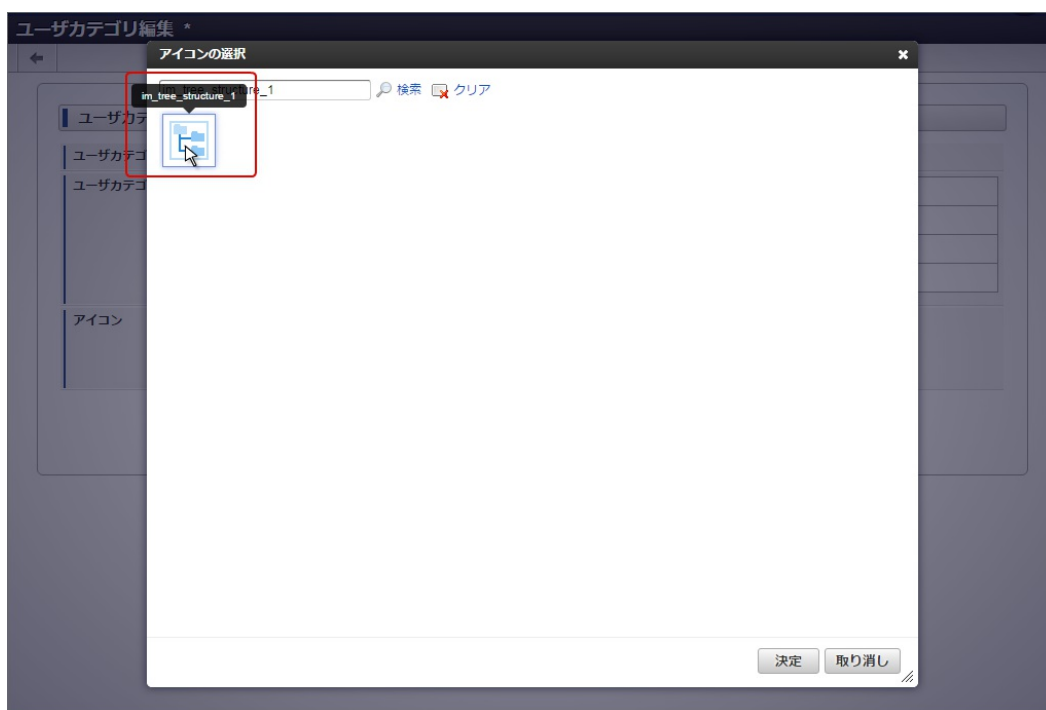 ユーザカテゴリ編集 *
アイコンの選択
im_tree_structure_1 検索 クリア
im_tree_structure_1
ユーザカテ
ユーザカテゴ
ユーザカテゴ
アイコン
決定 取り消し